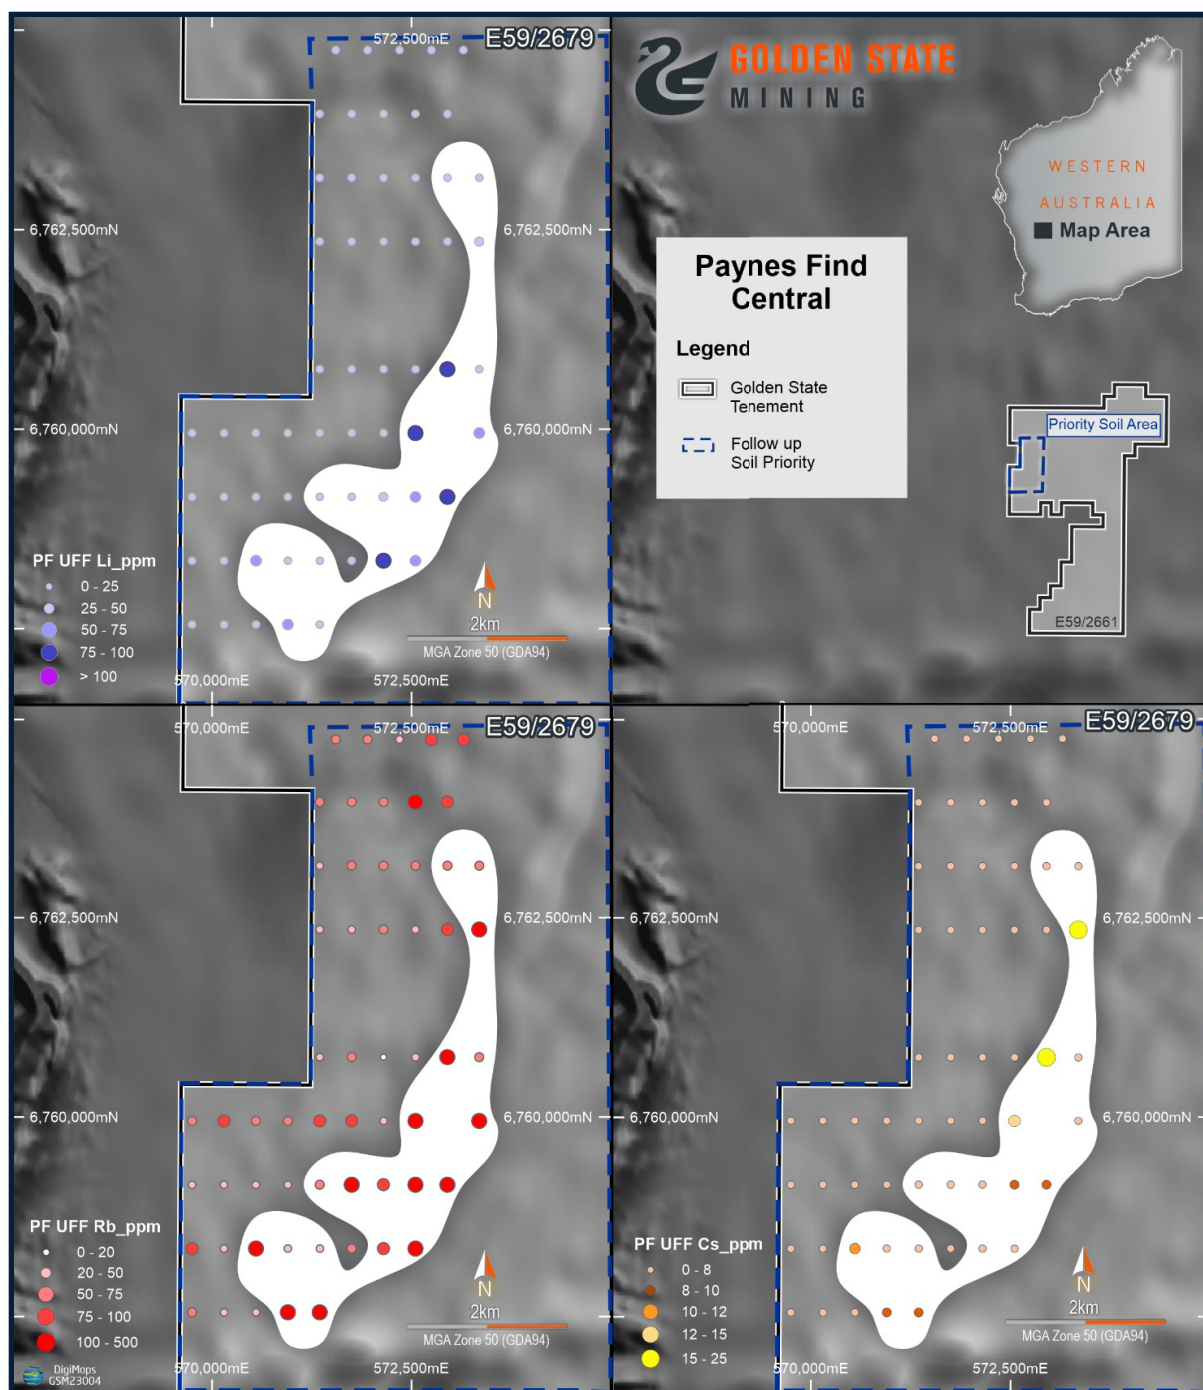 572,500mE
E59/2679
6,762,500mN
6,762,500mN
6,760,000mN
6,760,000mN
PF UFF Li_ppm
0 - 25
25 - 50
50 - 75
75 - 100
> 100
N
2km
MGA Zone 50 (GDA94)
570,000mE
572,500mE
GOLDEN STATE
MINING
WESTERN
AUSTRALIA
Map Area
Paynes Find
Central
Legend
Golden State
Tenement
Follow up
Soil Priority
Priority Soil Area
E59/2661
572,500mE
E59/2679
6,762,500mN
6,762,500mN
6,760,000mN
6,760,000mN
PF UFF Rb_ppm
0 - 20
20 - 50
50 - 75
75 - 100
100 - 500
N
2km
MGA Zone 50 (GDA94)
DigiMaps
GSM23004
570,000mE
572,500mE
570,000mE
572,500mE
E59/2679
6,762,500mN
6,760,000mN
PF UFF Cs_ppm
0 - 8
8 - 10
10 - 12
12 - 15
15 - 25
N
2km
MGA Zone 50 (GDA94)
570,000mE
572,500mE